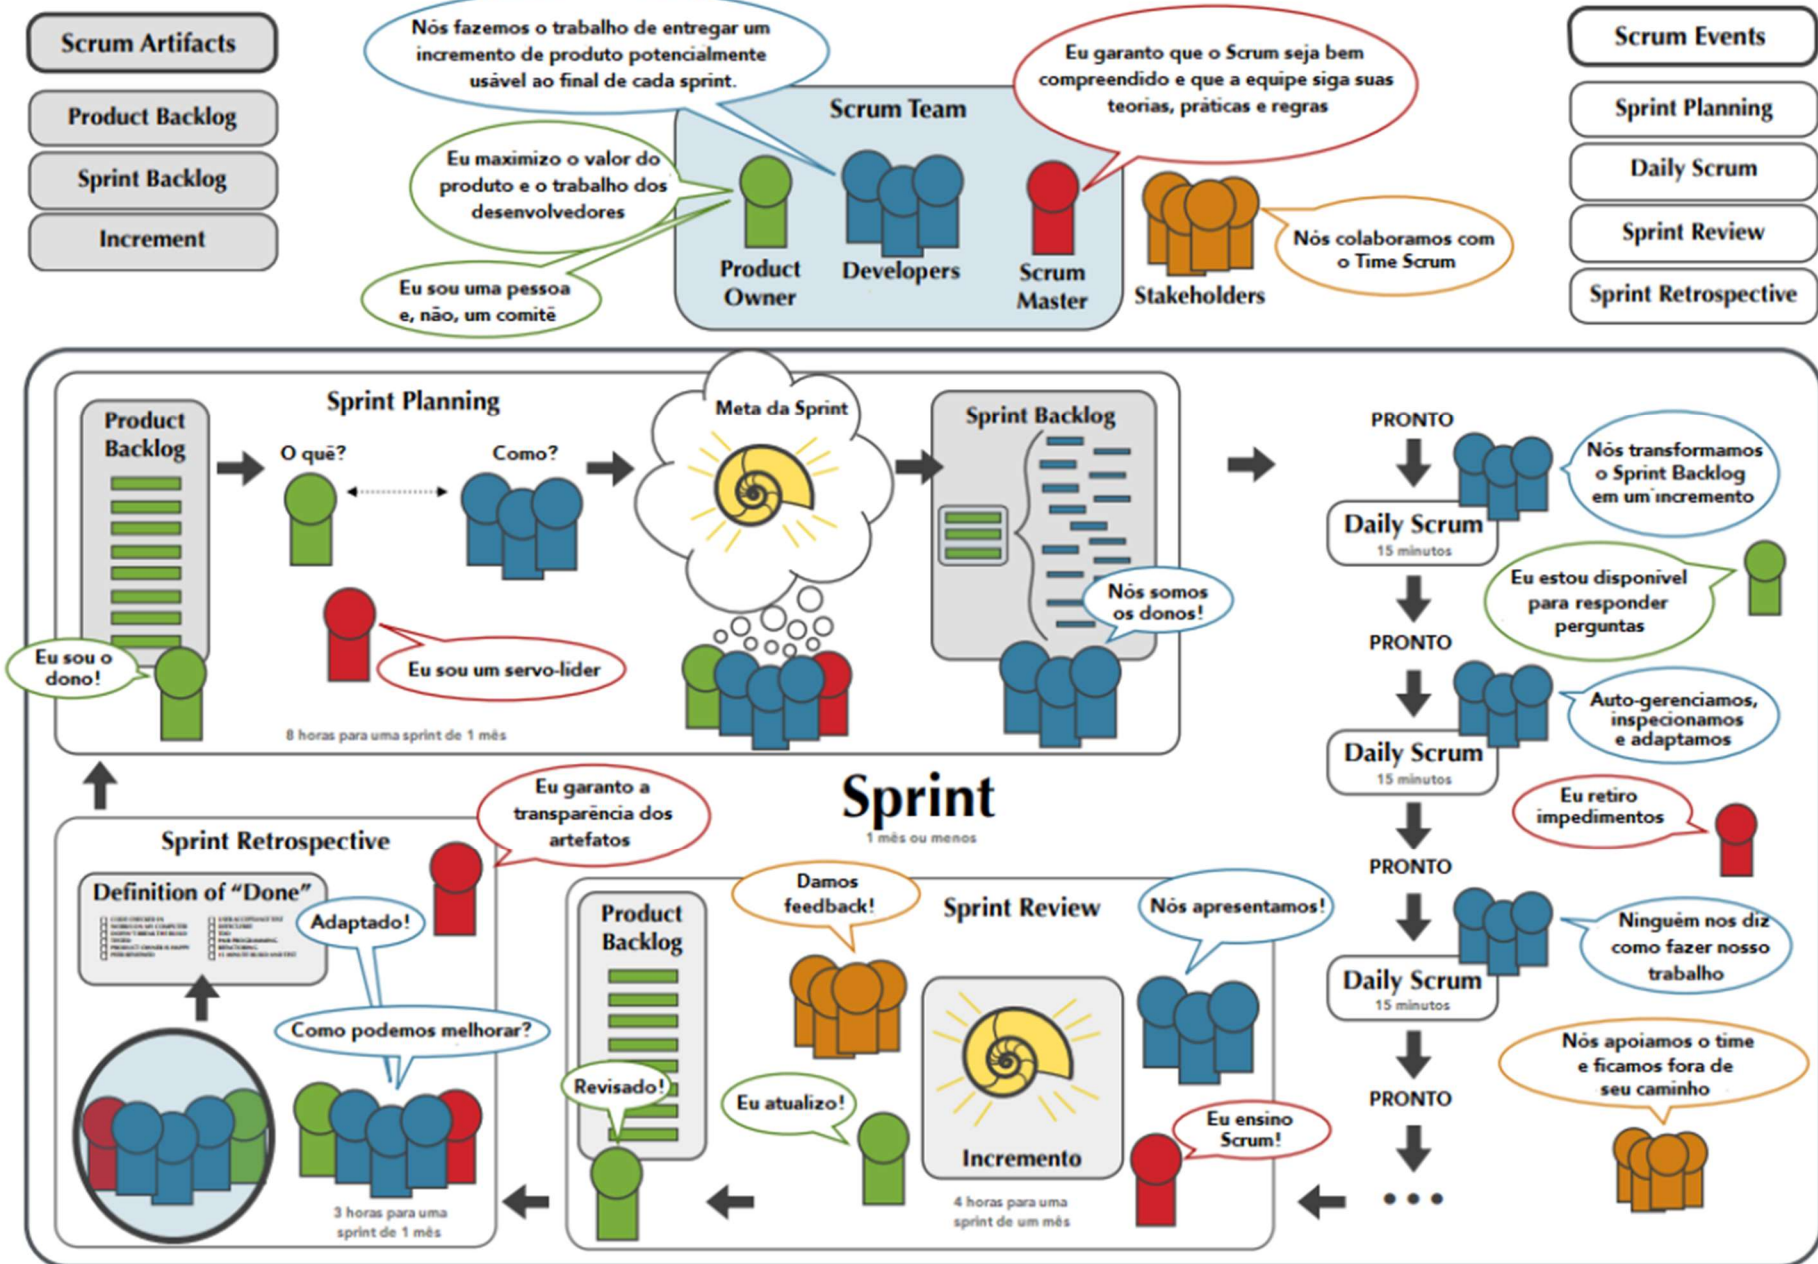 Scrum Artifacts
Product Backlog
Sprint Backlog
Increment
Nós fazemos o trabalho de entregar um
incremento de produto potencialmente
usável ao final de cada sprint.
Eu garanto que o Scrum seja bem
compreendido e que a equipe siga suas
teorias, práticas e regras
Scrum Team
Eu maximizo o valor do
produto e o trabalho dos
desenvolvedores
Eu sou uma pessoa
e, não, um comitê
Product
Owner
Developers
Scrum
Master
Stakeholders
Nós colaboramos com
o Time Scrum
Scrum Events
Sprint Planning
Daily Scrum
Sprint Review
Sprint Retrospective
Sprint Planning
Product
Backlog
O quê?
Como?
Meta da Sprint
Sprint Backlog
Eu sou o
dono!
Eu sou um servo-líder
Nós somos
os donos!
8 horas para uma sprint de 1 mês
PRONTO
Nós transformamos
o Sprint Backlog
em um incremento
Daily Scrum
15 minutos
Eu estou disponível
para responder
perguntas
PRONTO
Auto-gerenciamos,
inspecionamos
e adaptamos
Daily Scrum
15 minutos
Eu retiro
impedimentos
PRONTO
Ninguém nos diz
como fazer nosso
trabalho
Daily Scrum
15 minutos
Nós apoiamos o time
e ficamos fora de
seu caminho
PRONTO
Sprint
1 mês ou menos
Sprint Review
Product
Backlog
Damos
feedback!
Nós apresentamos!
Revisado!
Eu atualizo!
Incremento
Eu ensino
Scrum!
4 horas para uma
sprint de um mês
Sprint Retrospective
Eu garanto a
transparência dos
artefatos
Definition of “Done”
Adaptado!
Como podemos melhorar?
3 horas para uma
sprint de 1 mês